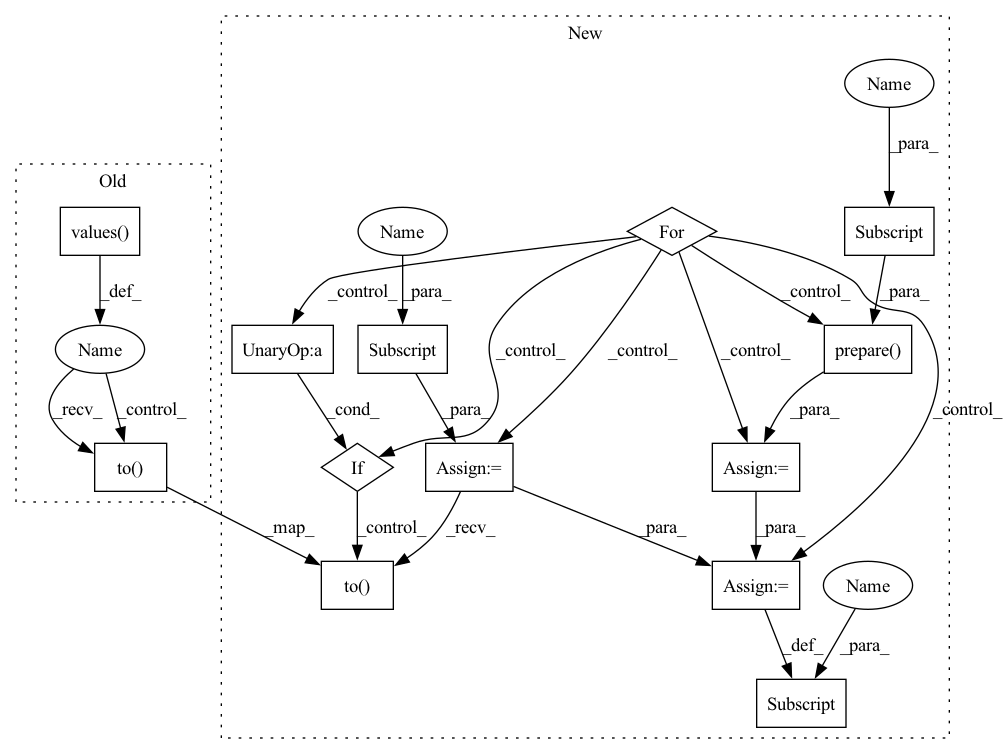 New
Name
_para_
Old
values()
Name
For
Subscript
_def_
_control_
_para_
_control_
_para_
Name
UnaryOp:a
Subscript
_control_
_control_
_control_
prepare()
_recv_
_control_
_cond_
_para_
_para_
_control_
to()
If
Assign:=
Assign:=
_map_
_control_
_recv_
_para_
_para_
to()
Assign:=
Name
_def_
_para_
Subscript